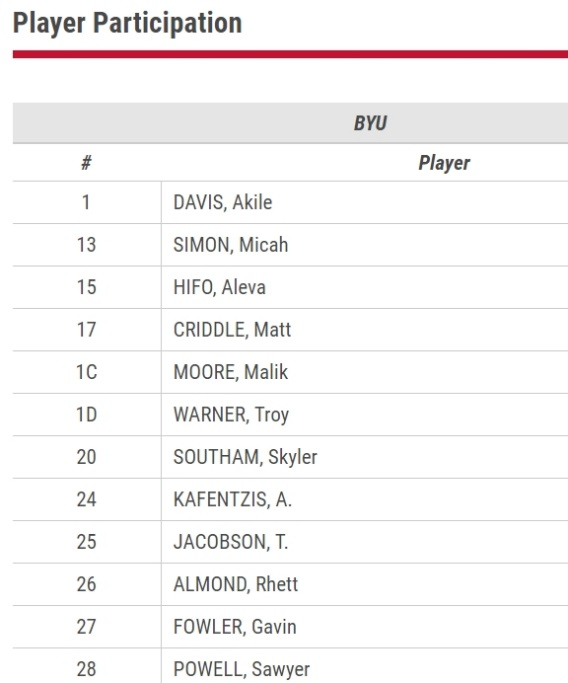 Player Participation
BYU
# Player
1 DAVIS, Akile
13 SIMON, Micah
15 HIFO, Aleva
17 CRIDDLE, Matt
1C MOORE, Malik
1D WARNER, Troy
20 SOUTHAM, Skyler
24 KAFENTZIS, A.
25 JACOBSON, T.
26 ALMOND, Rhett
27 FOWLER, Gavin
28 POWELL, Sawyer